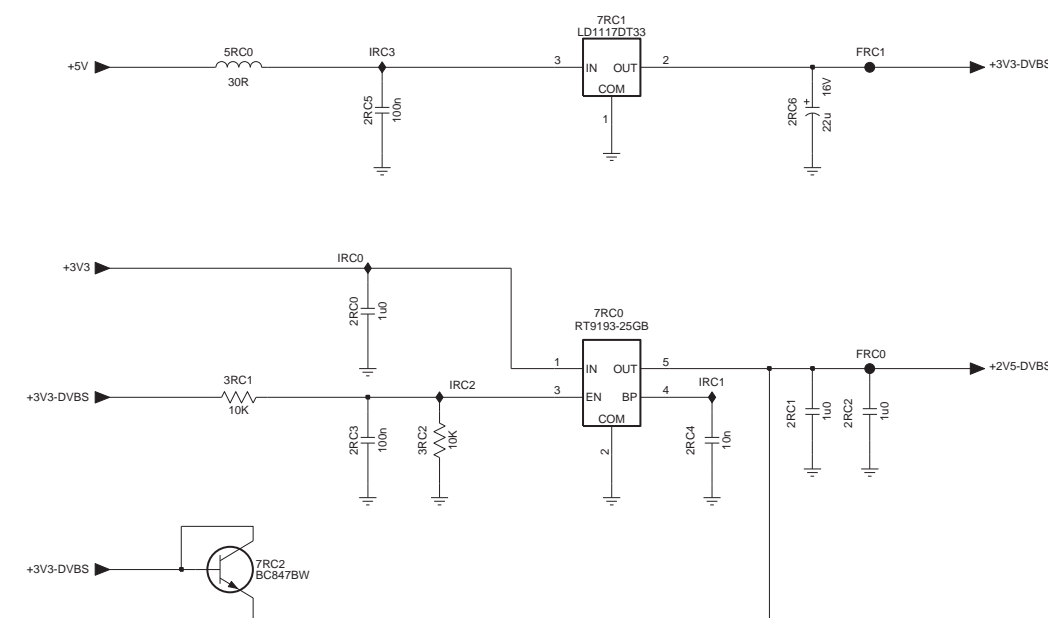 7RC1
LD1117DT33
+5V
5RC0
30R
IRC3
2RC5
100n
3
IN
OUT
2
COM
1
2RC6
+
16V
22u
FRC1
+3V3-DVBS
+3V3
IRC0
2RC0
1u0
7RC0
RT9193-25GB
1
IN
OUT
5
3
EN
BP
4
COM
2
IRC1
2RC4
10n
2RC1
1u0
FRC0
2RC2
1u0
+2V5-DVBS
+3V3-DVBS
3RC1
10K
2RC3
100n
IRC2
3RC2
10K
+3V3-DVBS
7RC2
BC847BW